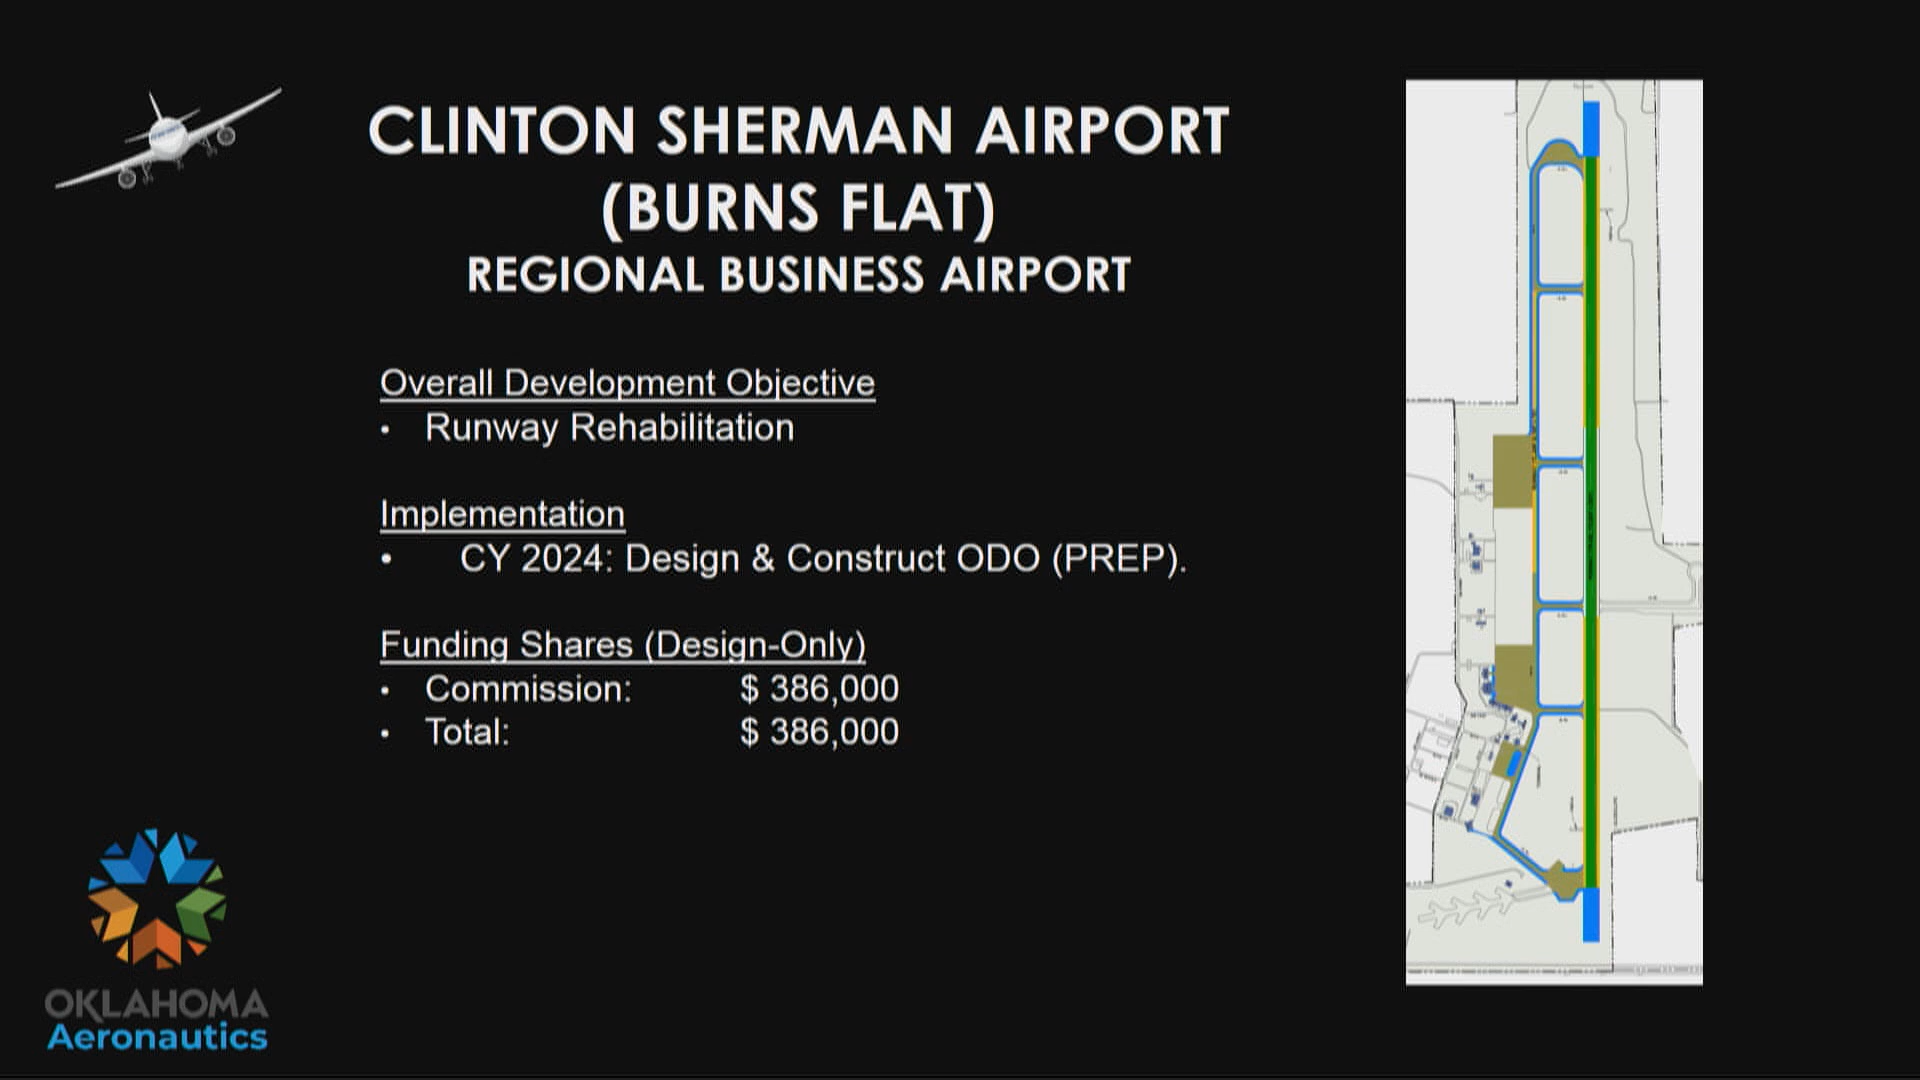 CLINTON SHERMAN AIRPORT
(BURNS FLAT)
REGIONAL BUSINESS AIRPORT
Overall Development Objective
• Runway Rehabilitation
Implementation
• CY 2024: Design & Construct ODO (PREP).
Funding Shares (Design-Only)
• Commission: $ 386,000
• Total: $ 386,000
OKLAHOMA
Aeronautics